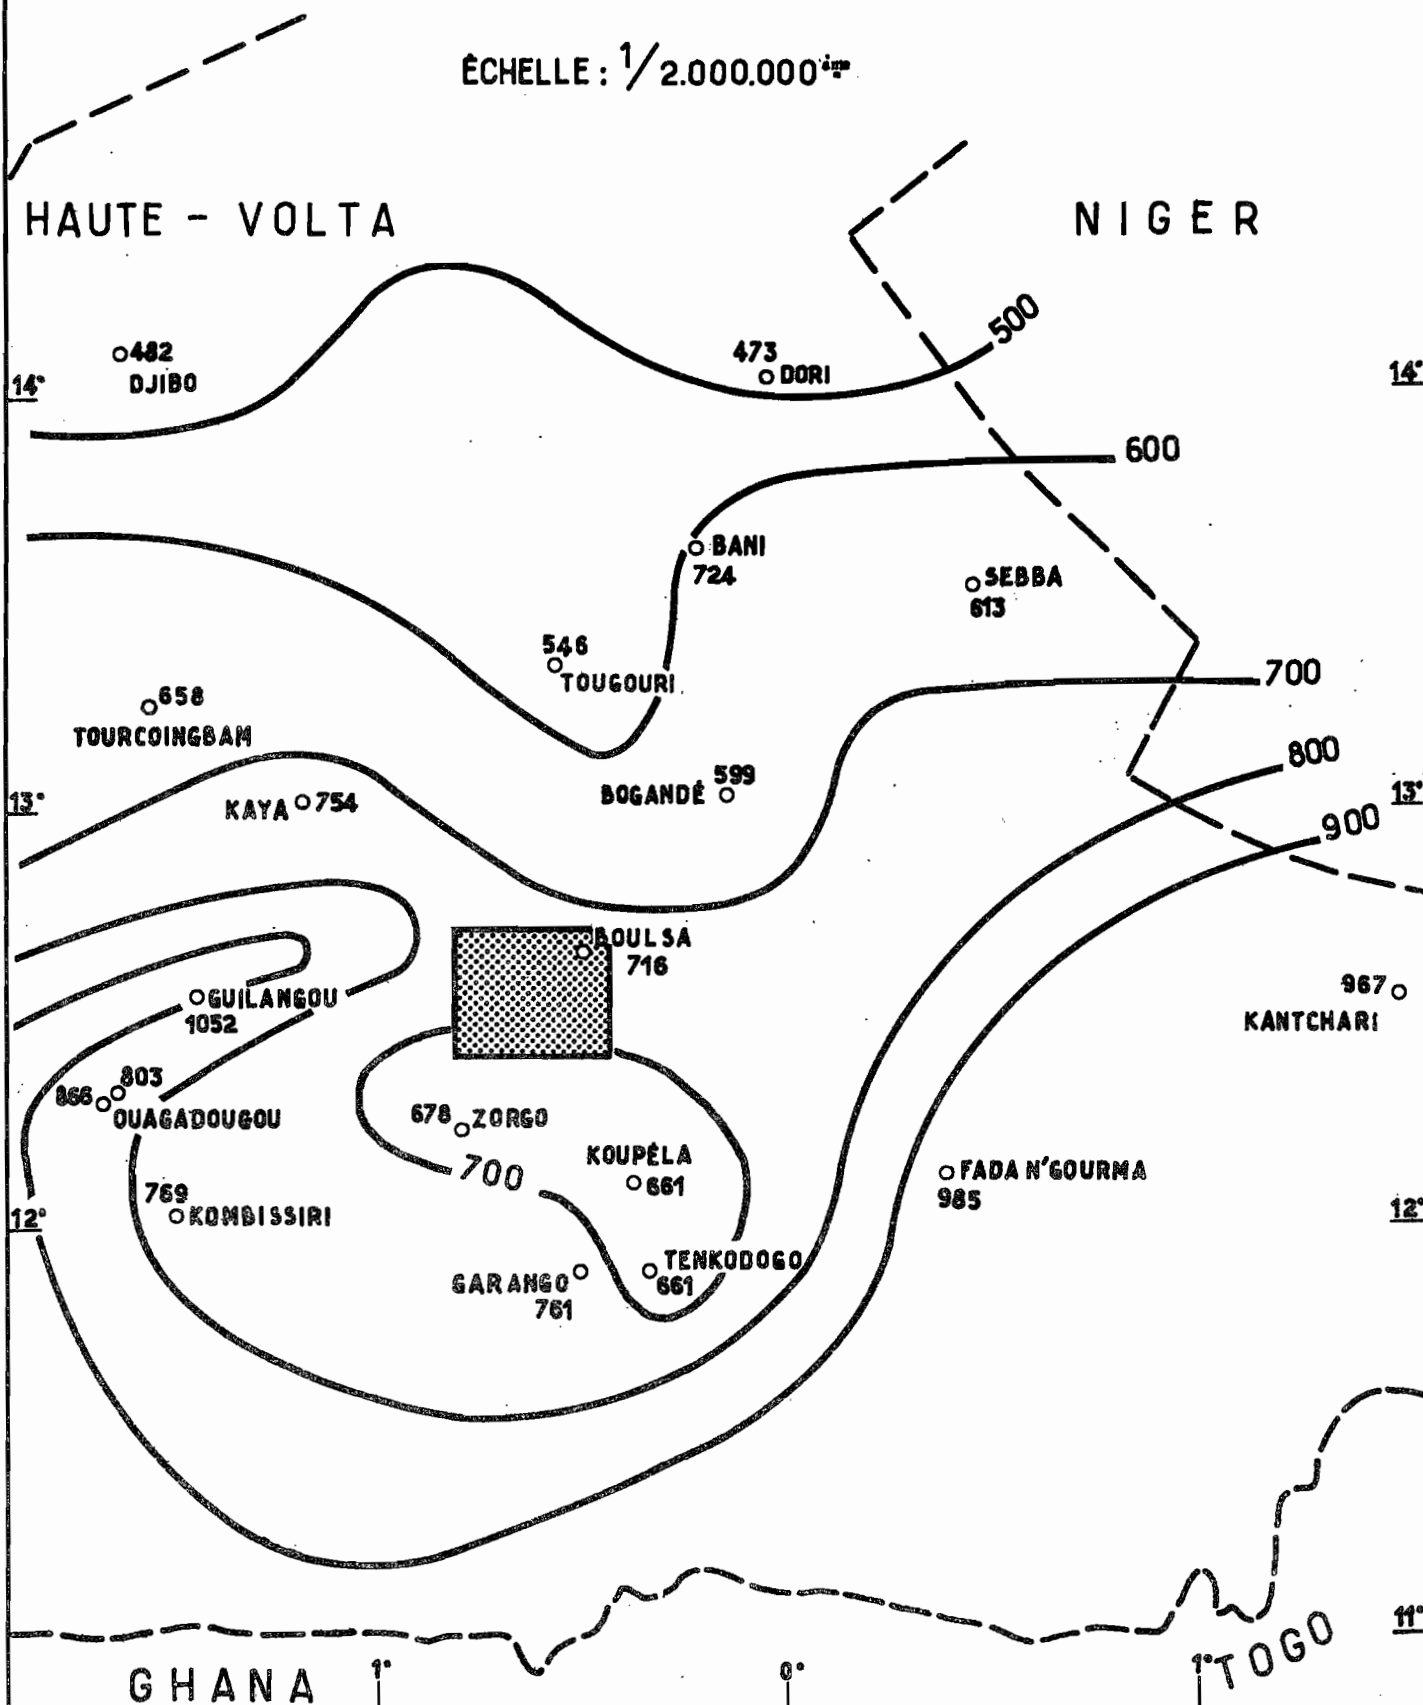 ÉCHELLE : 1/2.000.000ième
HAUTE - VOLTA
NIGER
500
482
DJIBO
473
DORI
14°
14°
600
BANI
724
SEBBA
613
546
TOUGOURI
700
658
TOURCOINGBAM
800
599
BOGANDÉ
KAYA 754
13°
13°
900
BOULSA
716
967
KANTCHARI
GUILANGOU
1052
803
866
OUAGADOUGOU
678 ZORGO
KOUPÉLA
661
700
FADA N'GOURMA
985
769
KOMBISSIRI
12°
12°
TENKODOGO
661
GARANGO
761
11°
TOGO
GHANA
1°
0°
1°